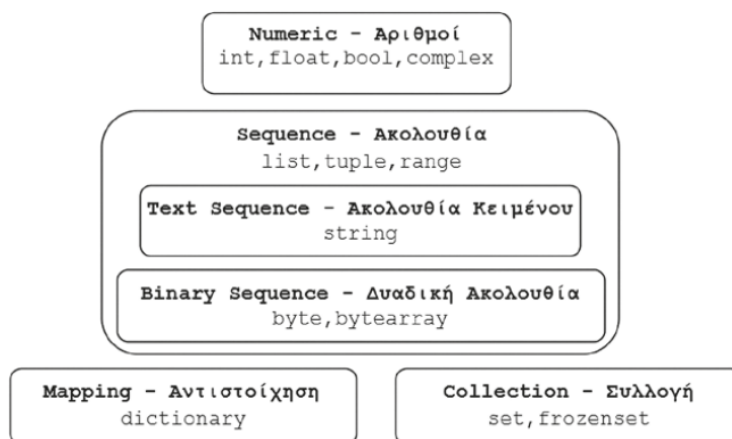 Numeric – Αριθμοί
int,float,bool,complex
Sequence – Ακολουθία
list,tuple,range
Text Sequence – Ακολουθία Κειμένου
string
Binary Sequence – Δυαδική Ακολουθία
byte,bytearray
Mapping – Αντιστοίχηση
dictionary
Collection – Συλλογή
set,frozenset